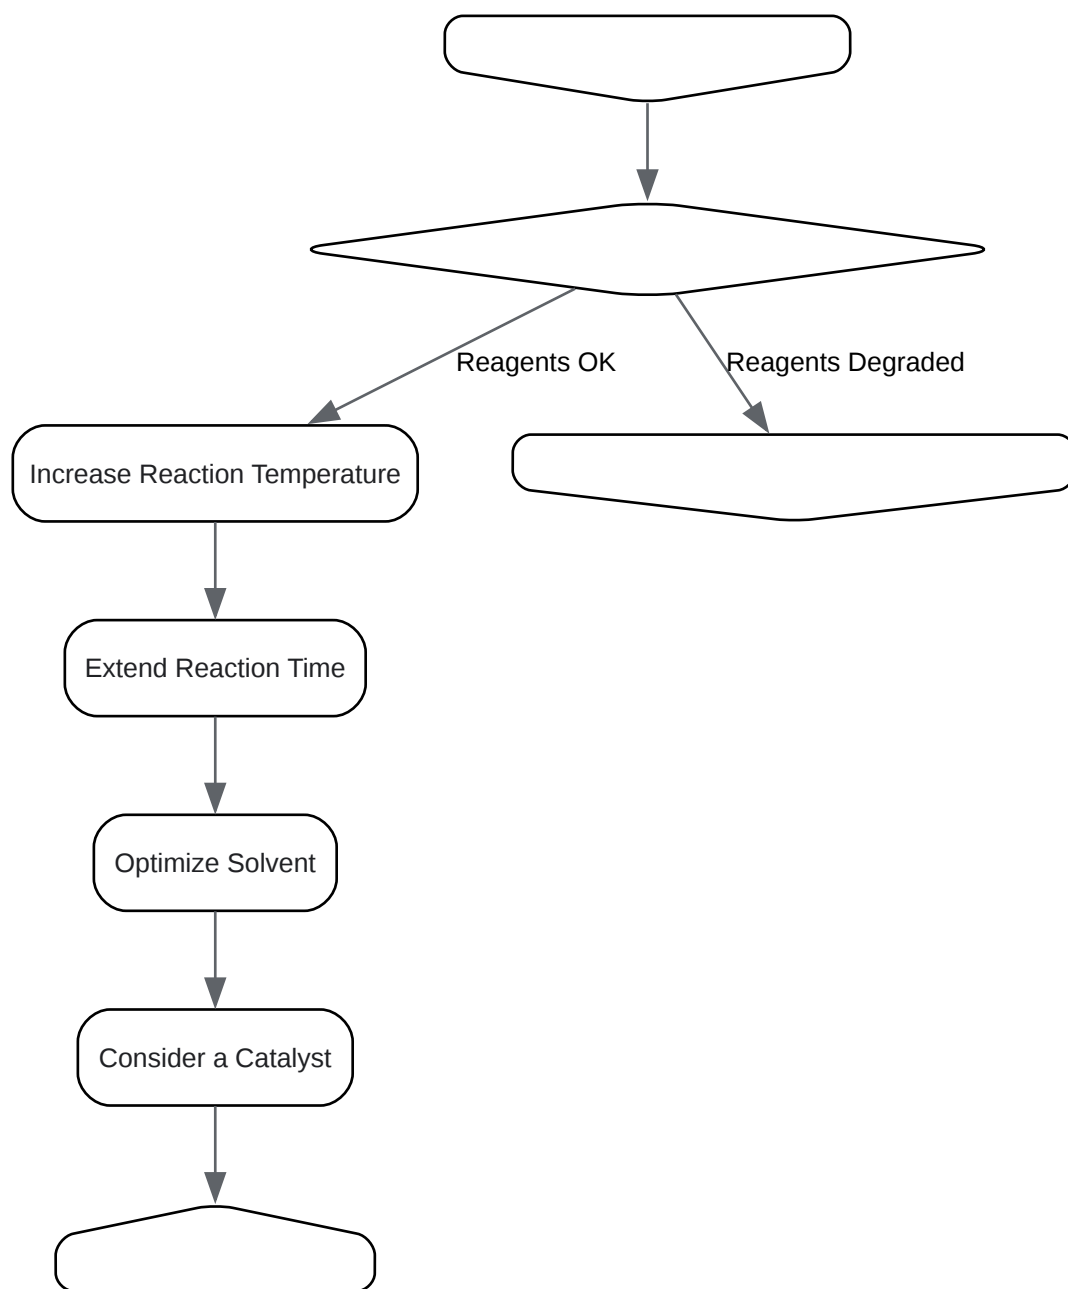 Reagents OK
Reagents Degraded
Increase Reaction Temperature
Extend Reaction Time
Optimize Solvent
Consider a Catalyst